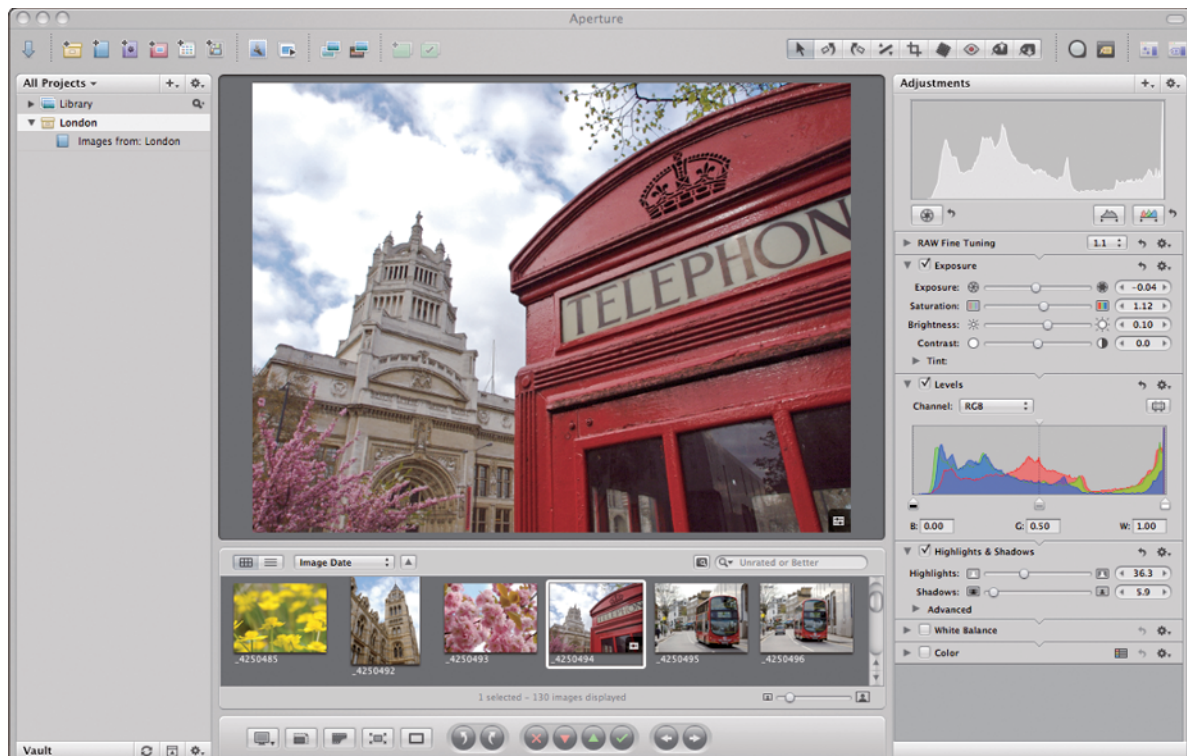 Aperture
All Projects
Library
London
Images from: London
Vault
TELEPHON
Image Date
Unrated or Better
_4250485
_4250492
_4250493
_4250494
_4250495
_4250496
1 selected – 130 images displayed
Adjustments
RAW Fine Tuning 1.1
Exposure
Exposure: -0.04
Saturation: 1.12
Brightness: 0.10
Contrast: 0.0
Tint:
Levels
Channel: RGB
B: 0.00 G: 0.50 W: 1.00
Highlights & Shadows
Highlights: 36.3
Shadows: 5.9
Advanced
White Balance
Color